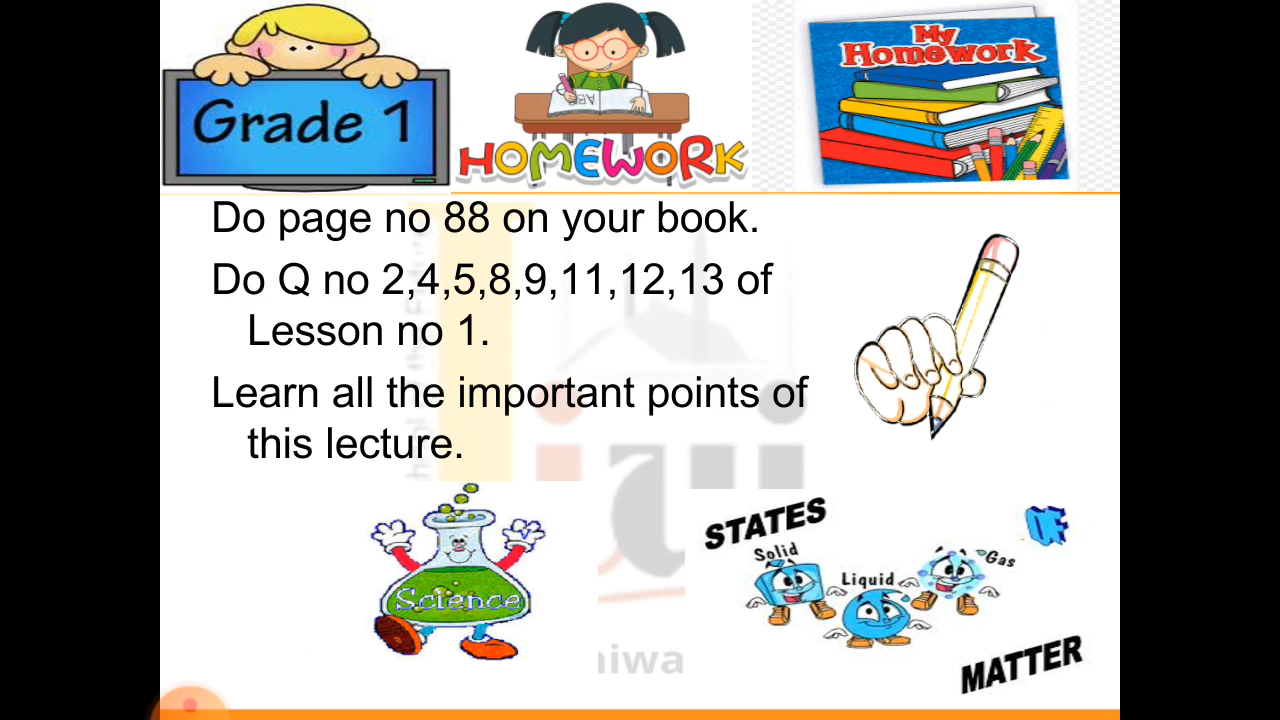 Grade 1
HOMEWORK
My
Homework
Do page no 88 on your book.
Do Q no 2,4,5,8,9,11,12,13 of
Lesson no 1.
Learn all the important points of
this lecture.
Science
STATES
OF
Solid
Liquid
Gas
MATTER